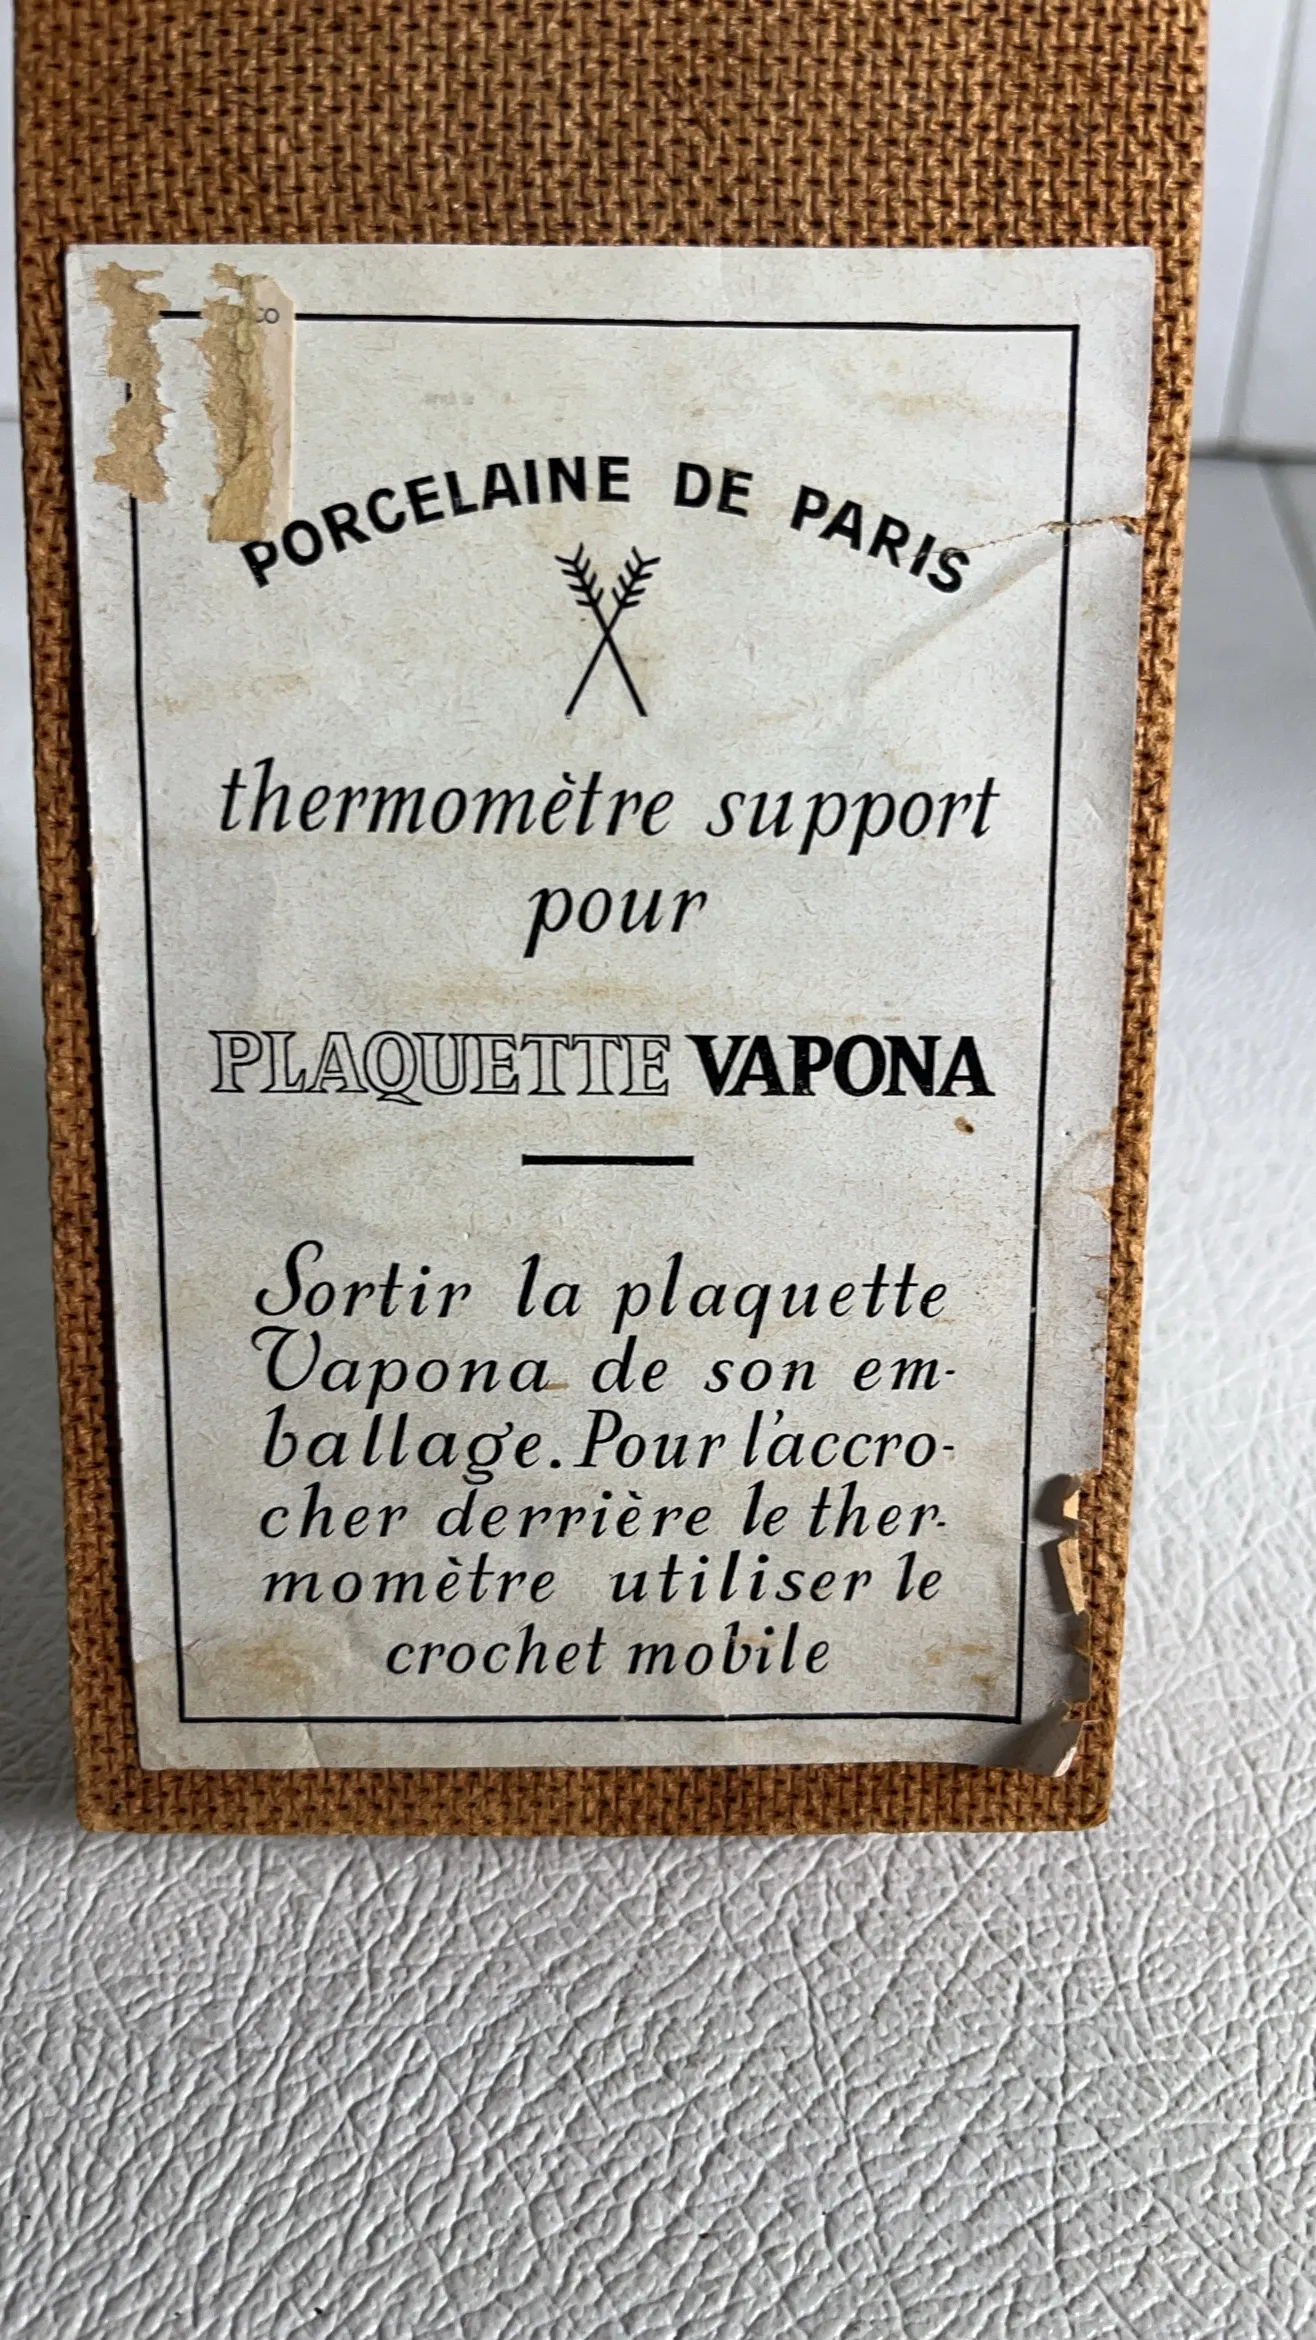 PORCELAINE DE PARIS
thermomètre support
pour
PLAQUETTE VAPONA
Sortir la plaquette
Vapona de son em-
ballage. Pour l'accro-
cher derrière le ther-
momètre utiliser le
crochet mobile